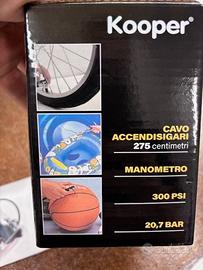 Kooper®
CAVO
ACCENDISIGARI
275 centimetri
MANOMETRO
300 PSI
20,7 BAR